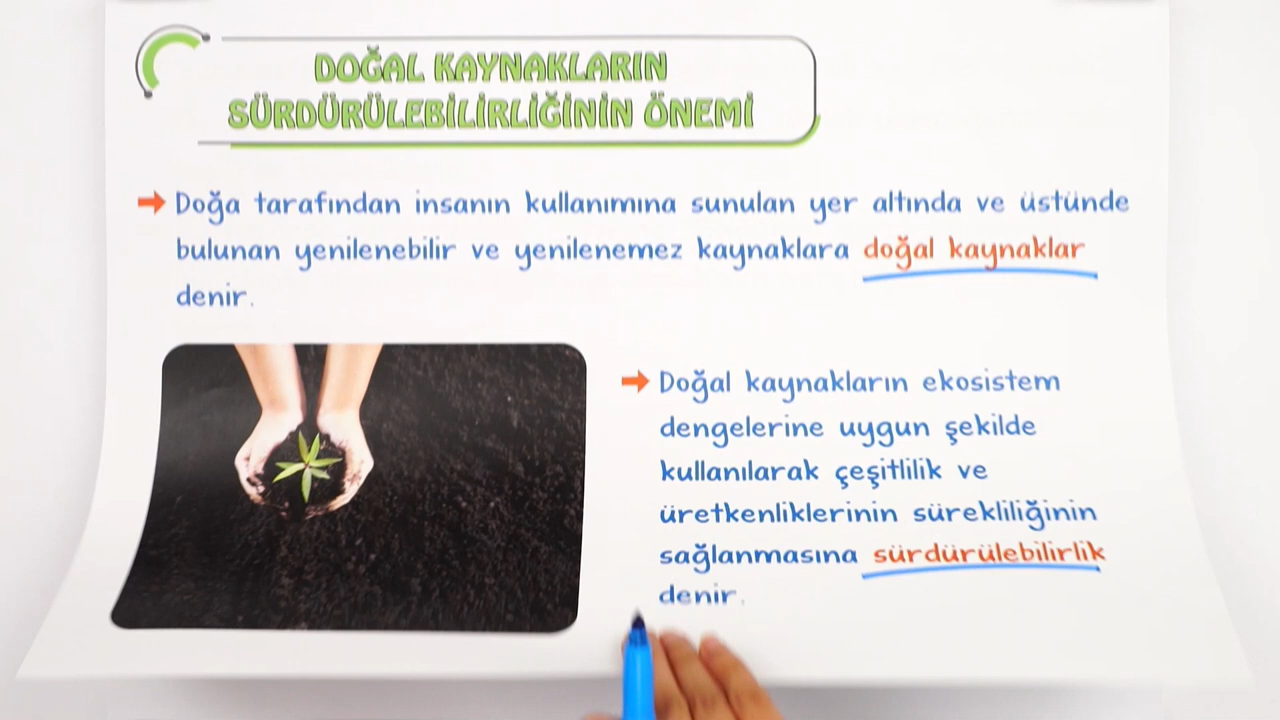 DOĞAL KAYNAKLARIN
SÜRDÜRÜLEBİLİRLİĞİNİN ÖNEMİ
Doğa tarafından insanın kullanımına sunulan yer altında ve üstünde
bulunan yenilenebilir ve yenilenemez kaynaklara doğal kaynaklar
denir.
Doğal kaynakların ekosistem
dengelerine uygun şekilde
kullanılarak çeşitlilik ve
üretkenliklerinin sürekliliğinin
sağlanmasına sürdürülebilirlik
denir.